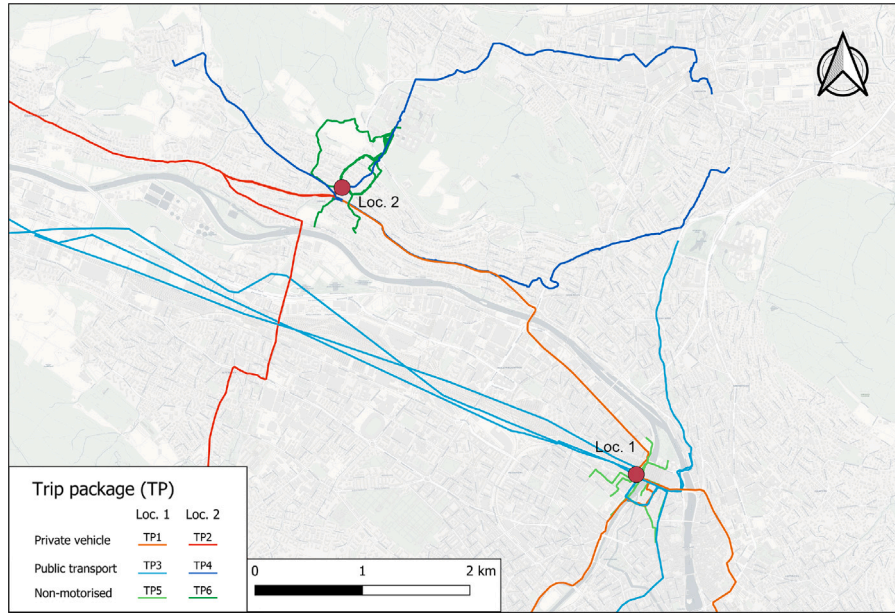 Loc. 2
Loc. 1
Trip package (TP)
Loc. 1 Loc. 2
Private vehicle TP1 TP2
Public transport TP3 TP4
Non-motorised TP5 TP6
0 1 2 km